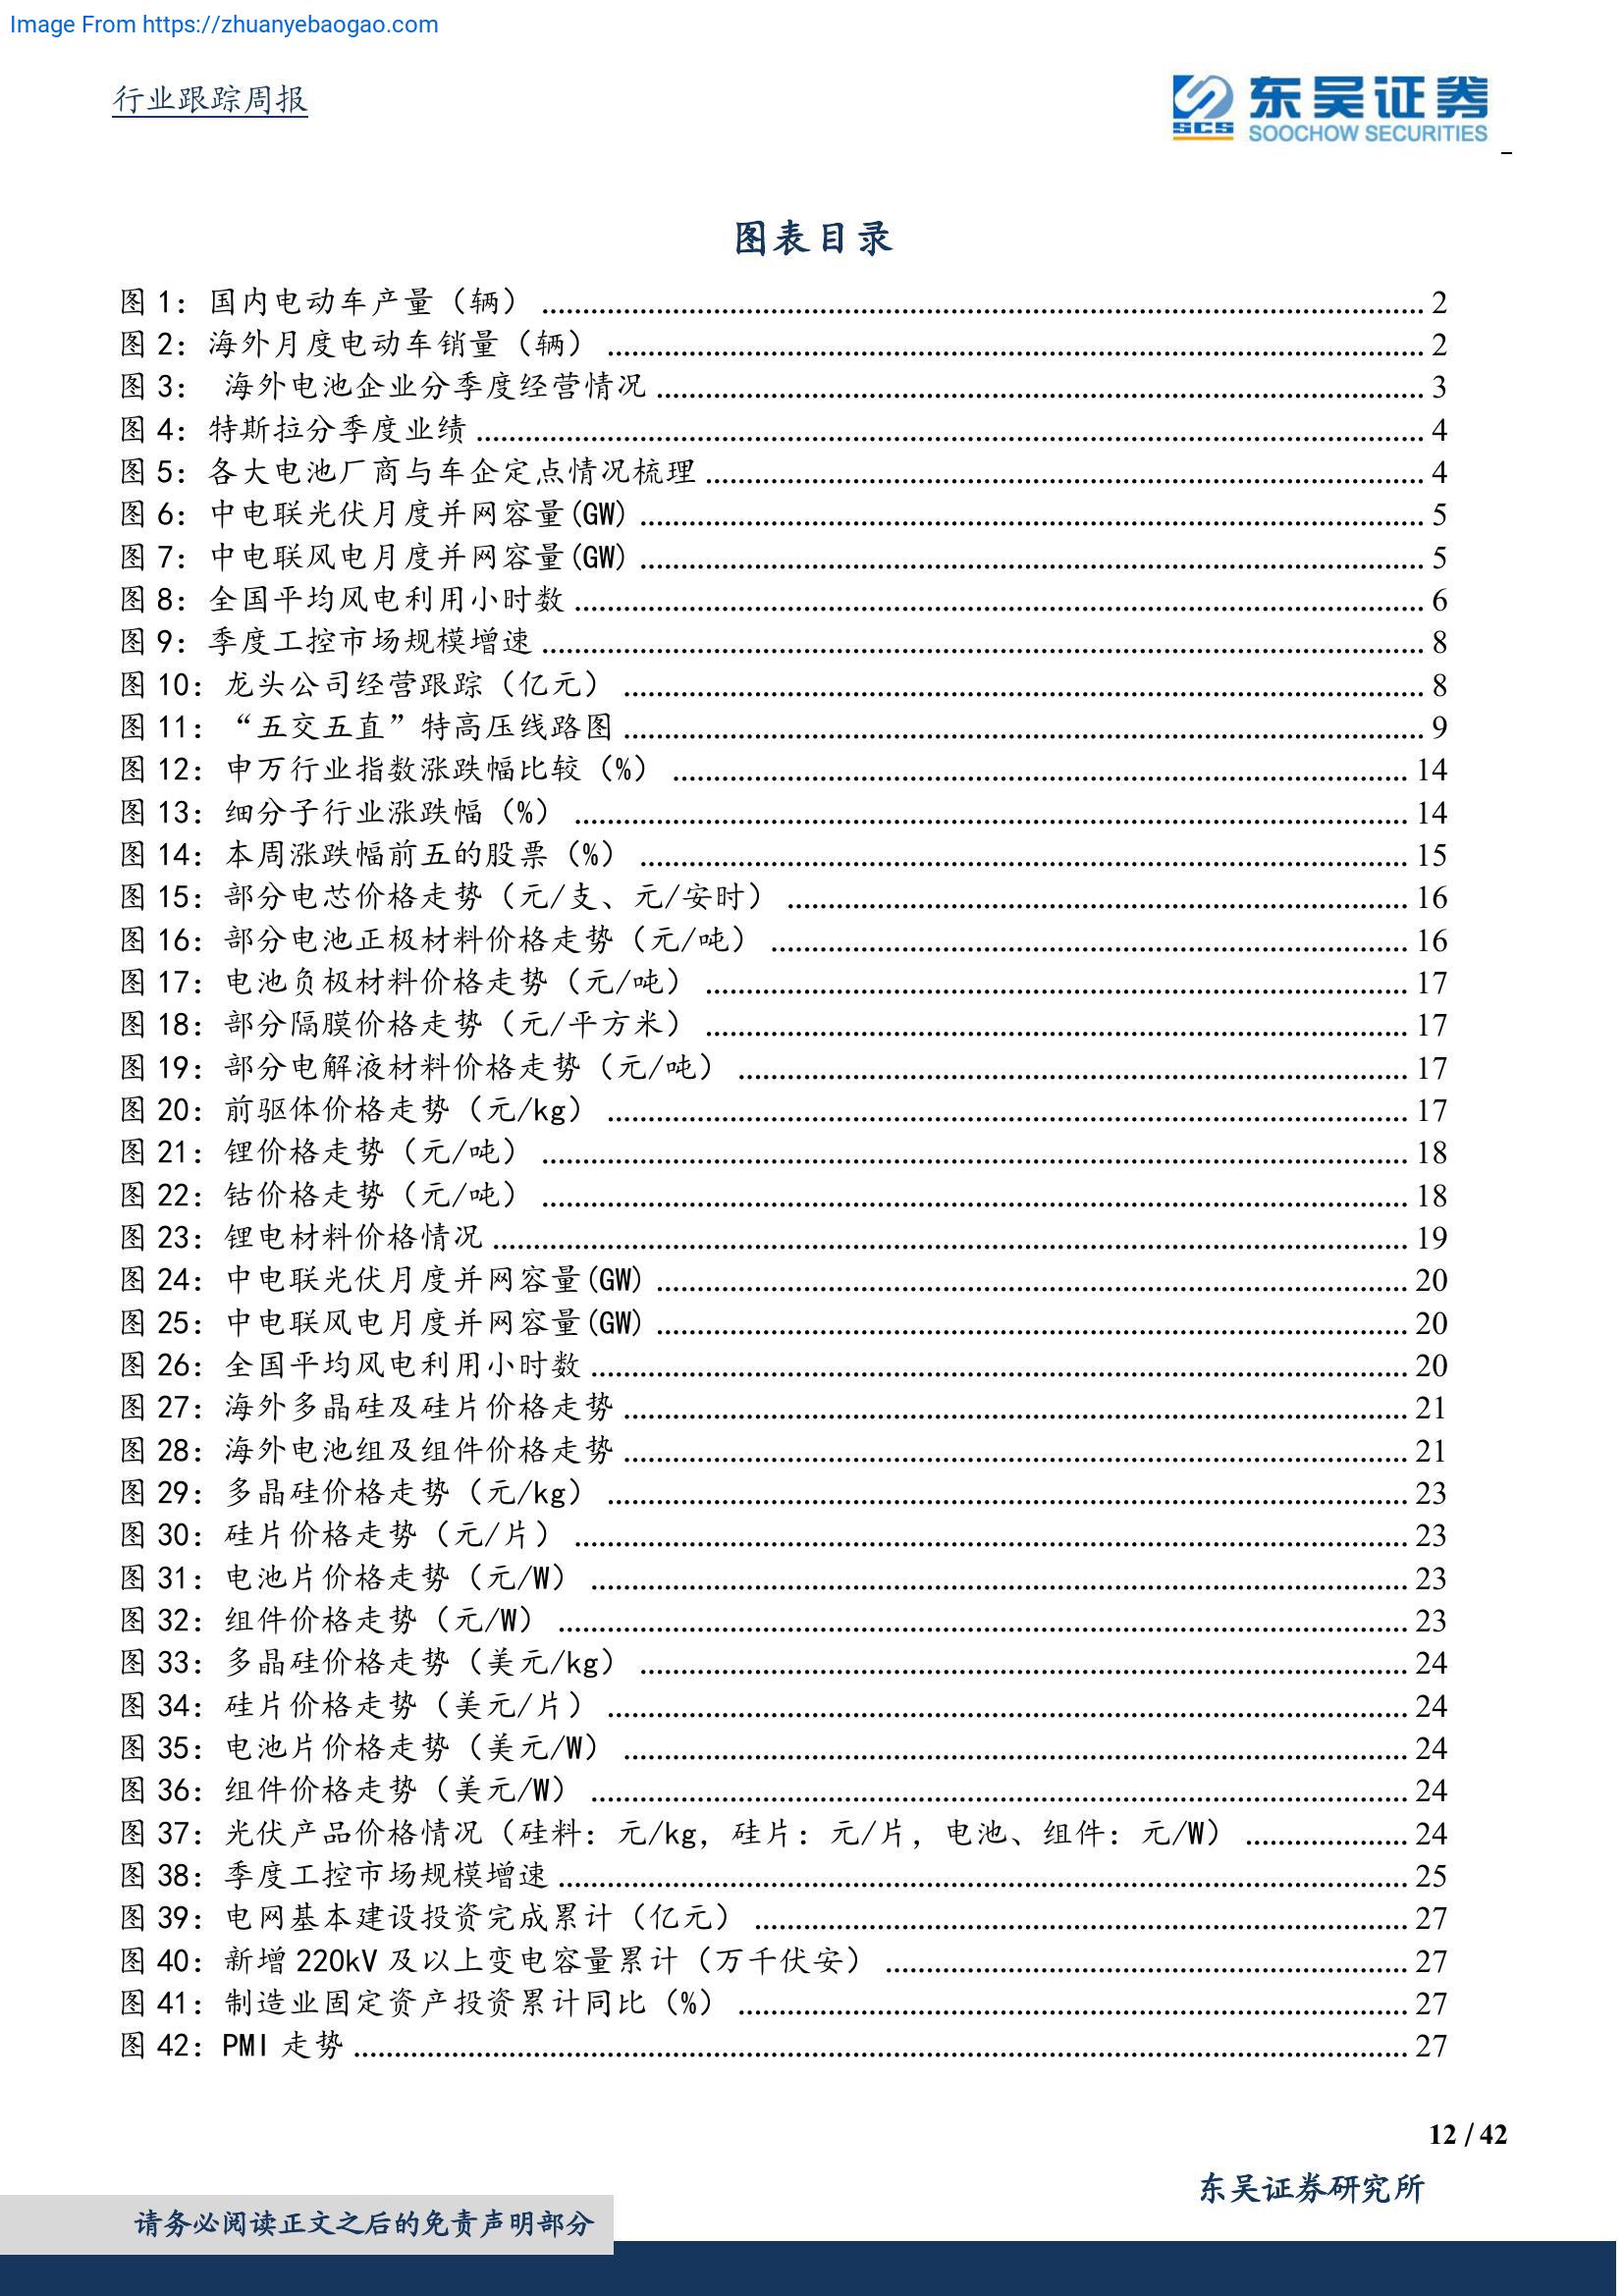 Image From https://zhuanyebaogao.com
行业跟踪周报
SCS
东吴证券
SOOCHOW SECURITIES
图表目录
图 1：国内电动车产量（辆） 2
图 2：海外月度电动车销量（辆） 2
图 3： 海外电池企业分季度经营情况 3
图 4：特斯拉分季度业绩 4
图 5：各大电池厂商与车企定点情况梳理 4
图 6：中电联光伏月度并网容量(GW) 5
图 7：中电联风电月度并网容量(GW) 5
图 8：全国平均风电利用小时数 6
图 9：季度工控市场规模增速 8
图 10：龙头公司经营跟踪（亿元） 8
图 11：“五交五直”特高压线路图 9
图 12：申万行业指数涨跌幅比较（%） 14
图 13：细分子行业涨跌幅（%） 14
图 14：本周涨跌幅前五的股票（%） 15
图 15：部分电芯价格走势（元/支、元/安时） 16
图 16：部分电池正极材料价格走势（元/吨） 16
图 17：电池负极材料价格走势（元/吨） 17
图 18：部分隔膜价格走势（元/平方米） 17
图 19：部分电解液材料价格走势（元/吨） 17
图 20：前驱体价格走势（元/kg） 17
图 21：锂价格走势（元/吨） 18
图 22：钴价格走势（元/吨） 18
图 23：锂电材料价格情况 19
图 24：中电联光伏月度并网容量(GW) 20
图 25：中电联风电月度并网容量(GW) 20
图 26：全国平均风电利用小时数 20
图 27：海外多晶硅及硅片价格走势 21
图 28：海外电池组及组件价格走势 21
图 29：多晶硅价格走势（元/kg） 23
图 30：硅片价格走势（元/片） 23
图 31：电池片价格走势（元/W） 23
图 32：组件价格走势（元/W） 23
图 33：多晶硅价格走势（美元/kg） 24
图 34：硅片价格走势（美元/片） 24
图 35：电池片价格走势（美元/W） 24
图 36：组件价格走势（美元/W） 24
图 37：光伏产品价格情况（硅料：元/kg，硅片：元/片，电池、组件：元/W） 24
图 38：季度工控市场规模增速 25
图 39：电网基本建设投资完成累计（亿元） 27
图 40：新增 220kV 及以上变电容量累计（万千伏安） 27
图 41：制造业固定资产投资累计同比（%） 27
图 42：PMI 走势 27
12 / 42
东吴证券研究所
请务必阅读正文之后的免责声明部分